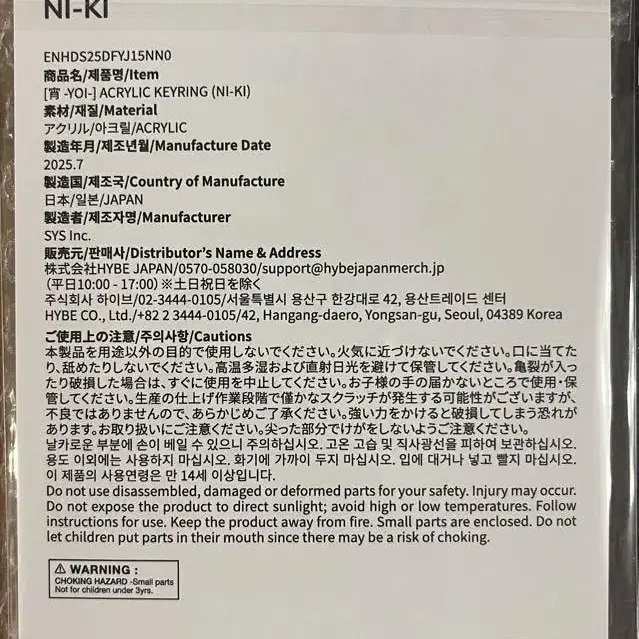 NI-KI
ENHDS25DFYJ15NN0
商品名/제품명/Item
[宵 -YOI-] ACRYLIC KEYRING (NI-KI)
素材/재질/Material
アクリル/아크릴/ACRYLIC
製造年月/제조년월/Manufacture Date
2025.7
製造国/제조국/Country of Manufacture
日本/일본/JAPAN
製造者/제조자명/Manufacturer
SYS Inc.
販売元/판매사/Distributor's Name & Address
株式会社HYBE JAPAN/0570-058030/support@hybejapanmerch.jp
(平日10:00 - 17:00) ※土日祝日を除く
주식회사 하이브/02-3444-0105/서울특별시 용산구 한강대로 42, 용산트레이드 센터
HYBE CO., Ltd./+82 2 3444-0105/42, Hangang-daero, Yongsan-gu, Seoul, 04389 Korea
ご使用上の注意/주의사항/Cautions
本製品を用途以外の目的で使用しないでください。火気に近づけないでください。口に当てた
り、舐めたりしないでください。高温多湿および直射日光を避けて保管してください。亀裂が入っ
たり破損した場合は、すぐに使用を中止してください。お子様の手の届かないところで使用・保
管してください。生産の仕上げ作業段階で僅かなスクラッチが発生する可能性がございますが、
不良ではありませんので、あらかじめご了承ください。強い力をかけると破損してしまう恐れが
あります。お取り扱いにご注意ください。尖った部分でけがをしないようご注意ください。
날카로운 부분에 손이 베일 수 있으니 주의하십시오. 고온 고습 및 직사광선을 피하여 보관하십시오.
용도 이외에는 사용하지 마십시오. 화기에 가까이 두지 마십시오. 입에 대거나 넣고 빨지 마십시오.
이 제품의 사용연령은 만 14세 이상입니다.
Do not use disassembled, damaged or deformed parts for your safety. Injury may occur.
Do not expose the product to direct sunlight; avoid high or low temperatures. Follow
instructions for use. Keep the product away from fire. Small parts are enclosed. Do not
let children put parts in their mouth since there may be a risk of choking.
⚠ WARNING :
CHOKING HAZARD -Small parts
Not for children under 3yrs.